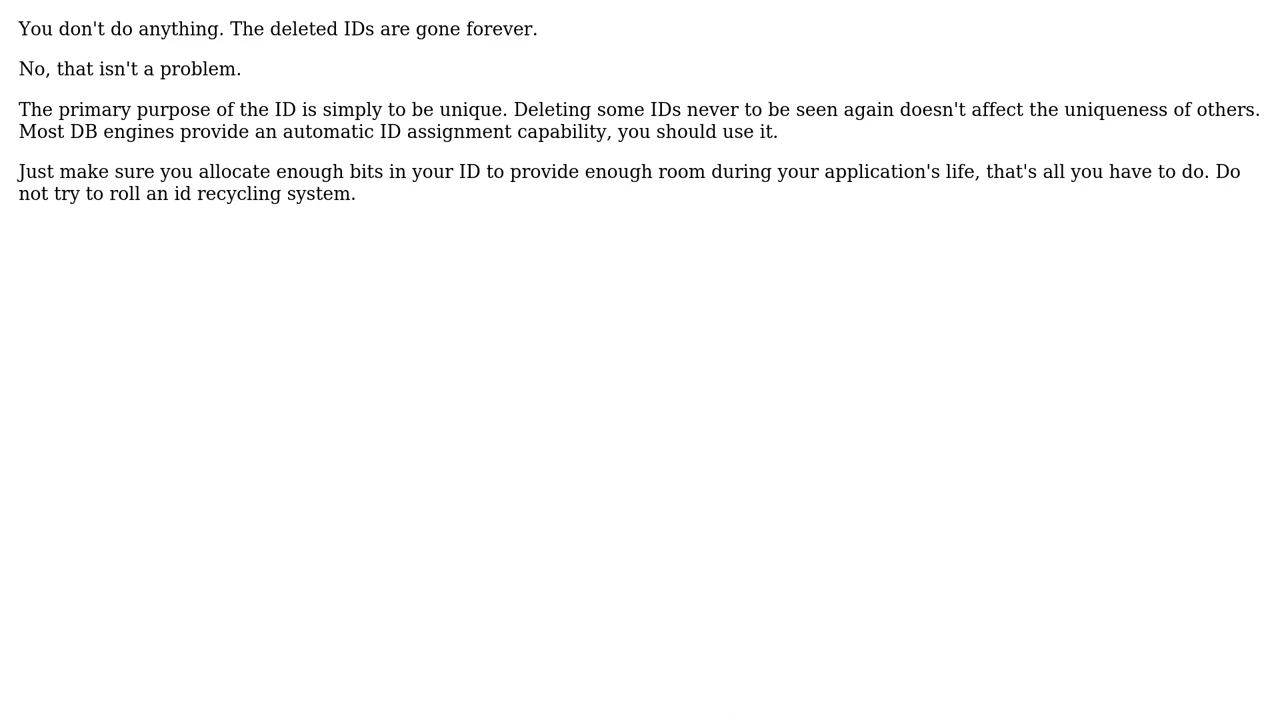 You don't do anything. The deleted IDs are gone forever.
No, that isn't a problem.
The primary purpose of the ID is simply to be unique. Deleting some IDs never to be seen again doesn't affect the uniqueness of others.
Most DB engines provide an automatic ID assignment capability, you should use it.
Just make sure you allocate enough bits in your ID to provide enough room during your application's life, that's all you have to do. Do
not try to roll an id recycling system.